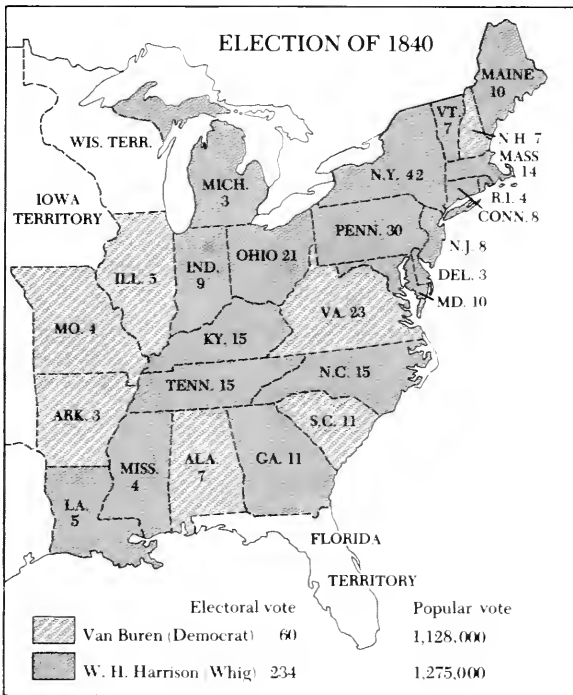 ELECTION OF 1840
MAINE
10
VT.
7
N H 7
MASS
14
WIS. TERR.
N.Y. 42
R.I. 4
CONN. 8
MICH.
3
IOWA
TERRITORY
PENN. 30
N.J. 8
OHIO 21
IND.
9
ILL. 5
DEL. 3
MD. 10
MO. 4
VA. 23
KY. 15
N.C. 15
TENN. 15
ARK. 3
S.C. 11
MISS.
4
ALA.
7
GA. 11
LA.
5
FLORIDA
TERRITORY
Electoral vote Popular vote
Van Buren (Democrat) 60 1,128,000
W. H. Harrison (Whig) 234 1,275,000